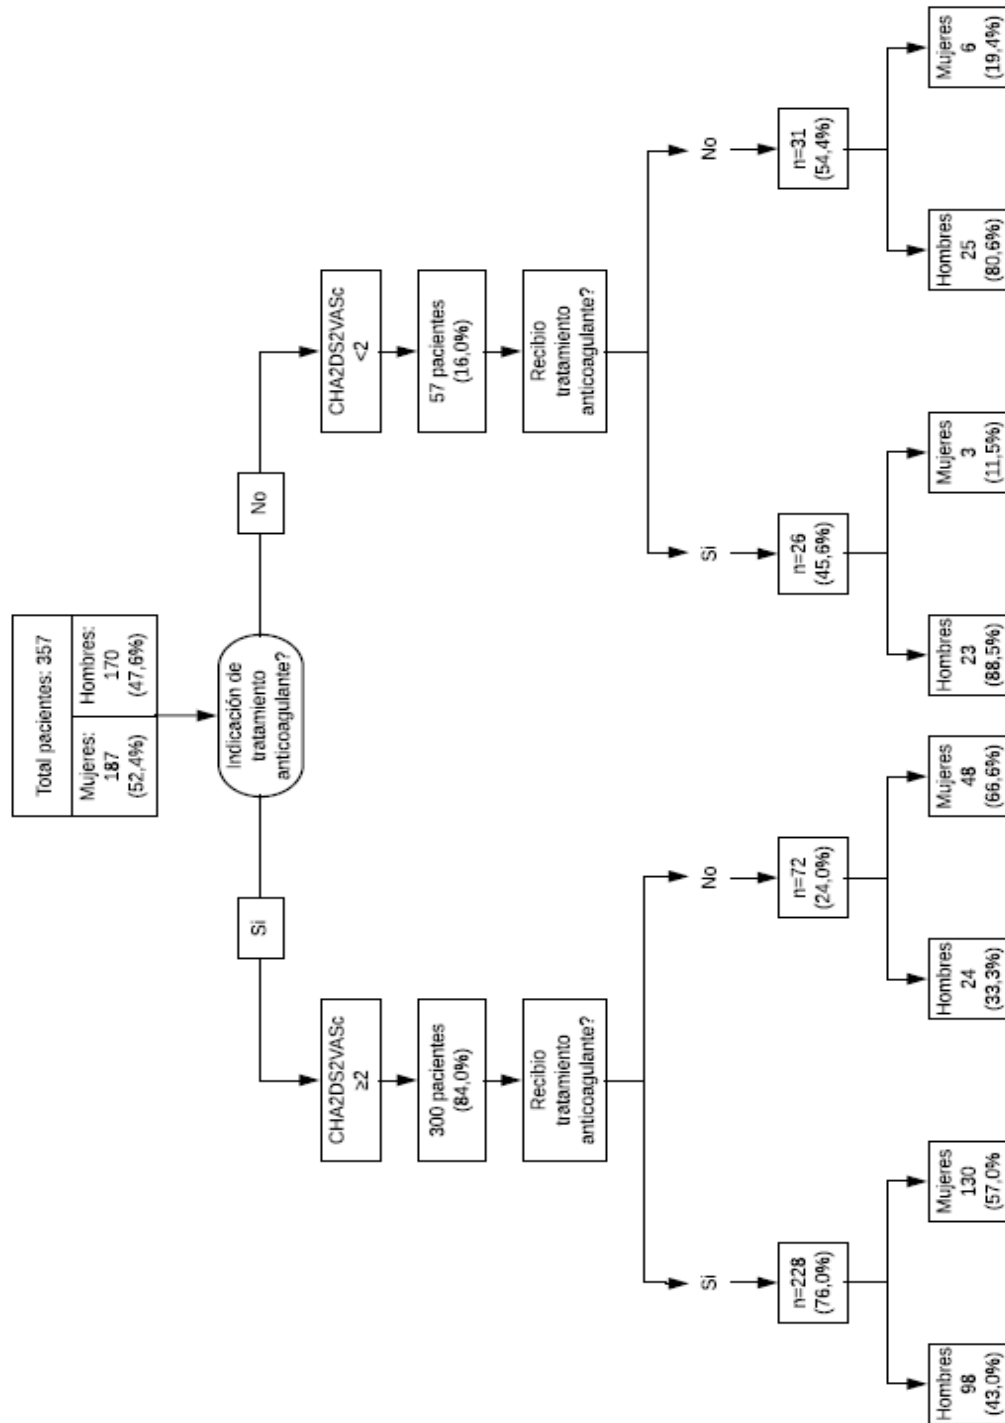 Total pacientes: 357
Mujeres:
187
(52,4%)
Hombres:
170
(47,6%)
Indicación de
tratamiento
anticoagulante?
Si
No
CHA2DS2VASc
≥2
300 pacientes
(84,0%)
Recibio
tratamiento
anticoagulante?
Si
No
n=228
(76,0%)
n=72
(24,0%)
Hombres
98
(43,0%)
Mujeres
130
(57,0%
Hombres
24
(33,3%)
Mujeres
48
(66,6%)
CHA2DS2VASc
<2
57 pacientes
(16,0%)
Recibio
tratamiento
anticoagulante?
Si
No
n=26
(45,6%)
n=31
(54,4%)
Hombres
23
(88,5%)
Mujeres
3
(11,5%)
Hombres
25
(80,6%)
Mujeres
6
(19,4%)